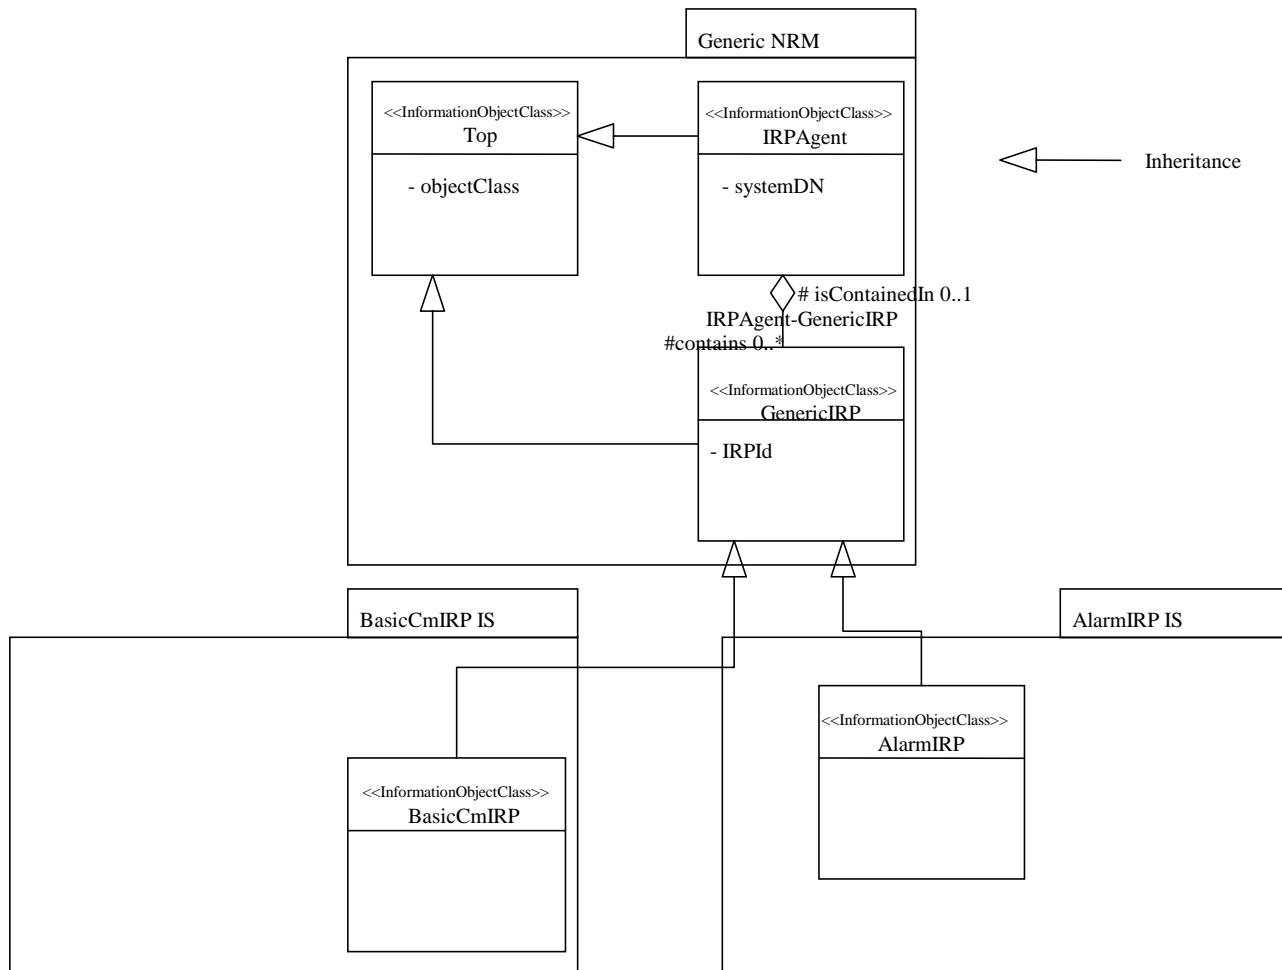 Generic NRM
<<InformationObjectClass>>
Top
- objectClass
<<InformationObjectClass>>
IRPAgent
- systemDN
Inheritance
# isContainedIn 0..1
IRPAgent-GenericIRP
#contains 0..*
<<InformationObjectClass>>
GenericIRP
- IRPId
BasicCmIRP IS
AlarmIRP IS
<<InformationObjectClass>>
AlarmIRP
<<InformationObjectClass>>
BasicCmIRP